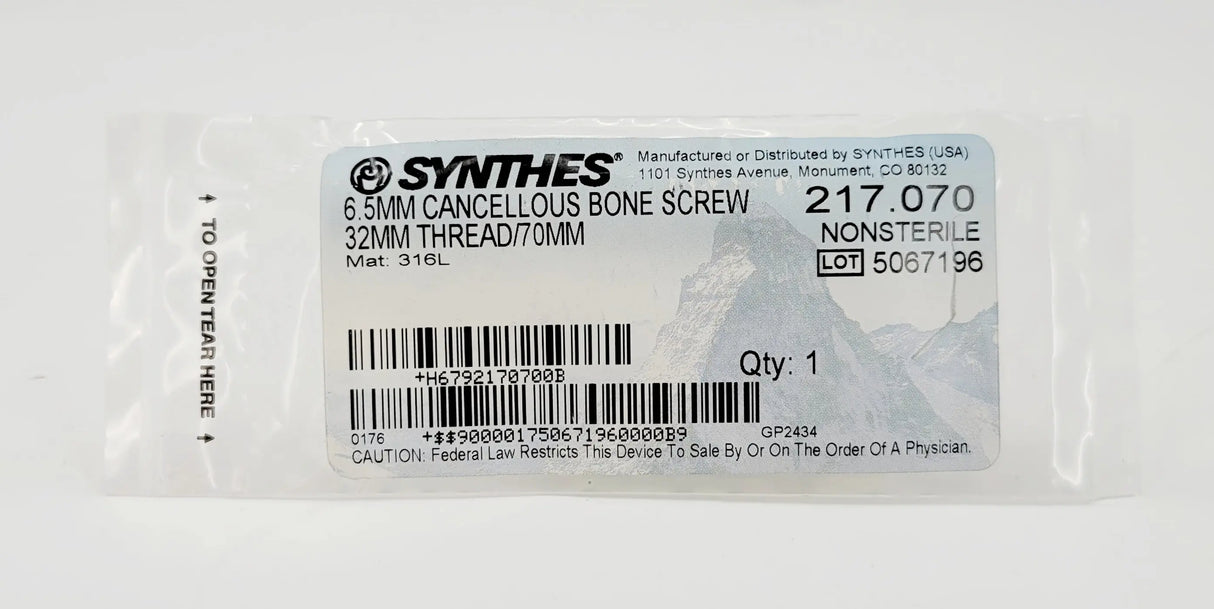 ↑ TO OPEN TEAR HERE ↑
SYNTHES®
Manufactured or Distributed by SYNTHES (USA)
1101 Synthes Avenue, Monument, CO 80132
6.5MM CANCELLOUS BONE SCREW
32MM THREAD/70MM
Mat: 316L
217.070
NONSTERILE
LOT 5067196
+H6792170700B
Qty: 1
0176 +$$900001750671960000B9 GP2434
CAUTION: Federal Law Restricts This Device To Sale By Or On The Order Of A Physician.